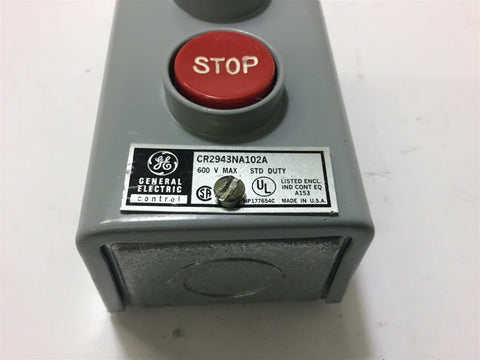 STOP
GE
GENERAL
ELECTRIC
control
CR2943NA102A
600 V MAX STD DUTY
SA
UL
LISTED ENCL.
IND CONT EQ
A153
NP177654C MADE IN U.S.A.